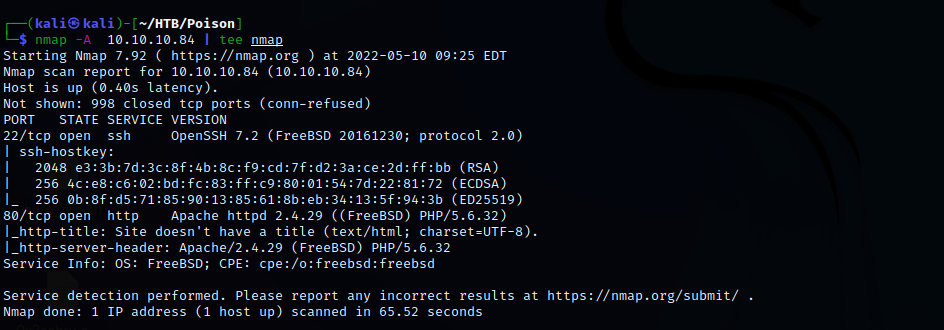 ┌──(kali㉿kali)-[~/HTB/Poison]
└─$ nmap -A  10.10.10.84 | tee nmap
Starting Nmap 7.92 ( https://nmap.org ) at 2022-05-10 09:25 EDT
Nmap scan report for 10.10.10.84 (10.10.10.84)
Host is up (0.40s latency).
Not shown: 998 closed tcp ports (conn-refused)
PORT   STATE SERVICE VERSION
22/tcp open  ssh     OpenSSH 7.2 (FreeBSD 20161230; protocol 2.0)
| ssh-hostkey:
|   2048 e3:3b:7d:3c:8f:4b:8c:f9:cd:7f:d2:3a:ce:2d:ff:bb (RSA)
|   256 4c:e8:c6:02:bd:fc:83:ff:c9:80:01:54:7d:22:81:72 (ECDSA)
|_  256 0b:8f:d5:71:85:90:13:85:61:8b:eb:34:13:5f:94:3b (ED25519)
80/tcp open  http    Apache httpd 2.4.29 ((FreeBSD) PHP/5.6.32)
|_http-title: Site doesn't have a title (text/html; charset=UTF-8).
|_http-server-header: Apache/2.4.29 (FreeBSD) PHP/5.6.32
Service Info: OS: FreeBSD; CPE: cpe:/o:freebsd:freebsd

Service detection performed. Please report any incorrect results at https://nmap.org/submit/ .
Nmap done: 1 IP address (1 host up) scanned in 65.52 seconds